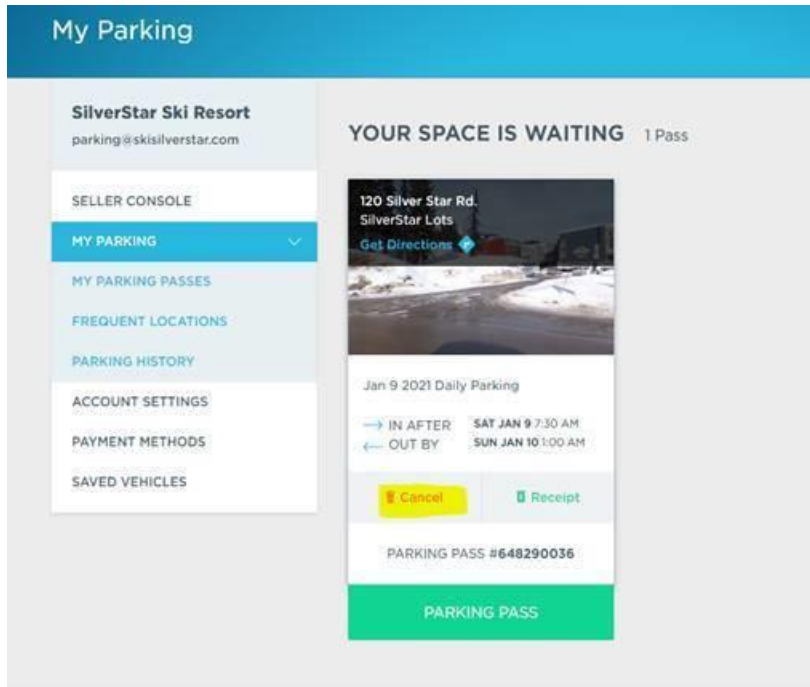 My Parking
SilverStar Ski Resort
parking@skisilverstar.com
SELLER CONSOLE
MY PARKING
MY PARKING PASSES
FREQUENT LOCATIONS
PARKING HISTORY
ACCOUNT SETTINGS
PAYMENT METHODS
SAVED VEHICLES
YOUR SPACE IS WAITING 1 Pass
120 Silver Star Rd.
SilverStar Lots
Get Directions
Jan 9 2021 Daily Parking
IN AFTER SAT JAN 9 7:30 AM
OUT BY SUN JAN 10 1:00 AM
Cancel Receipt
PARKING PASS #648290036
PARKING PASS